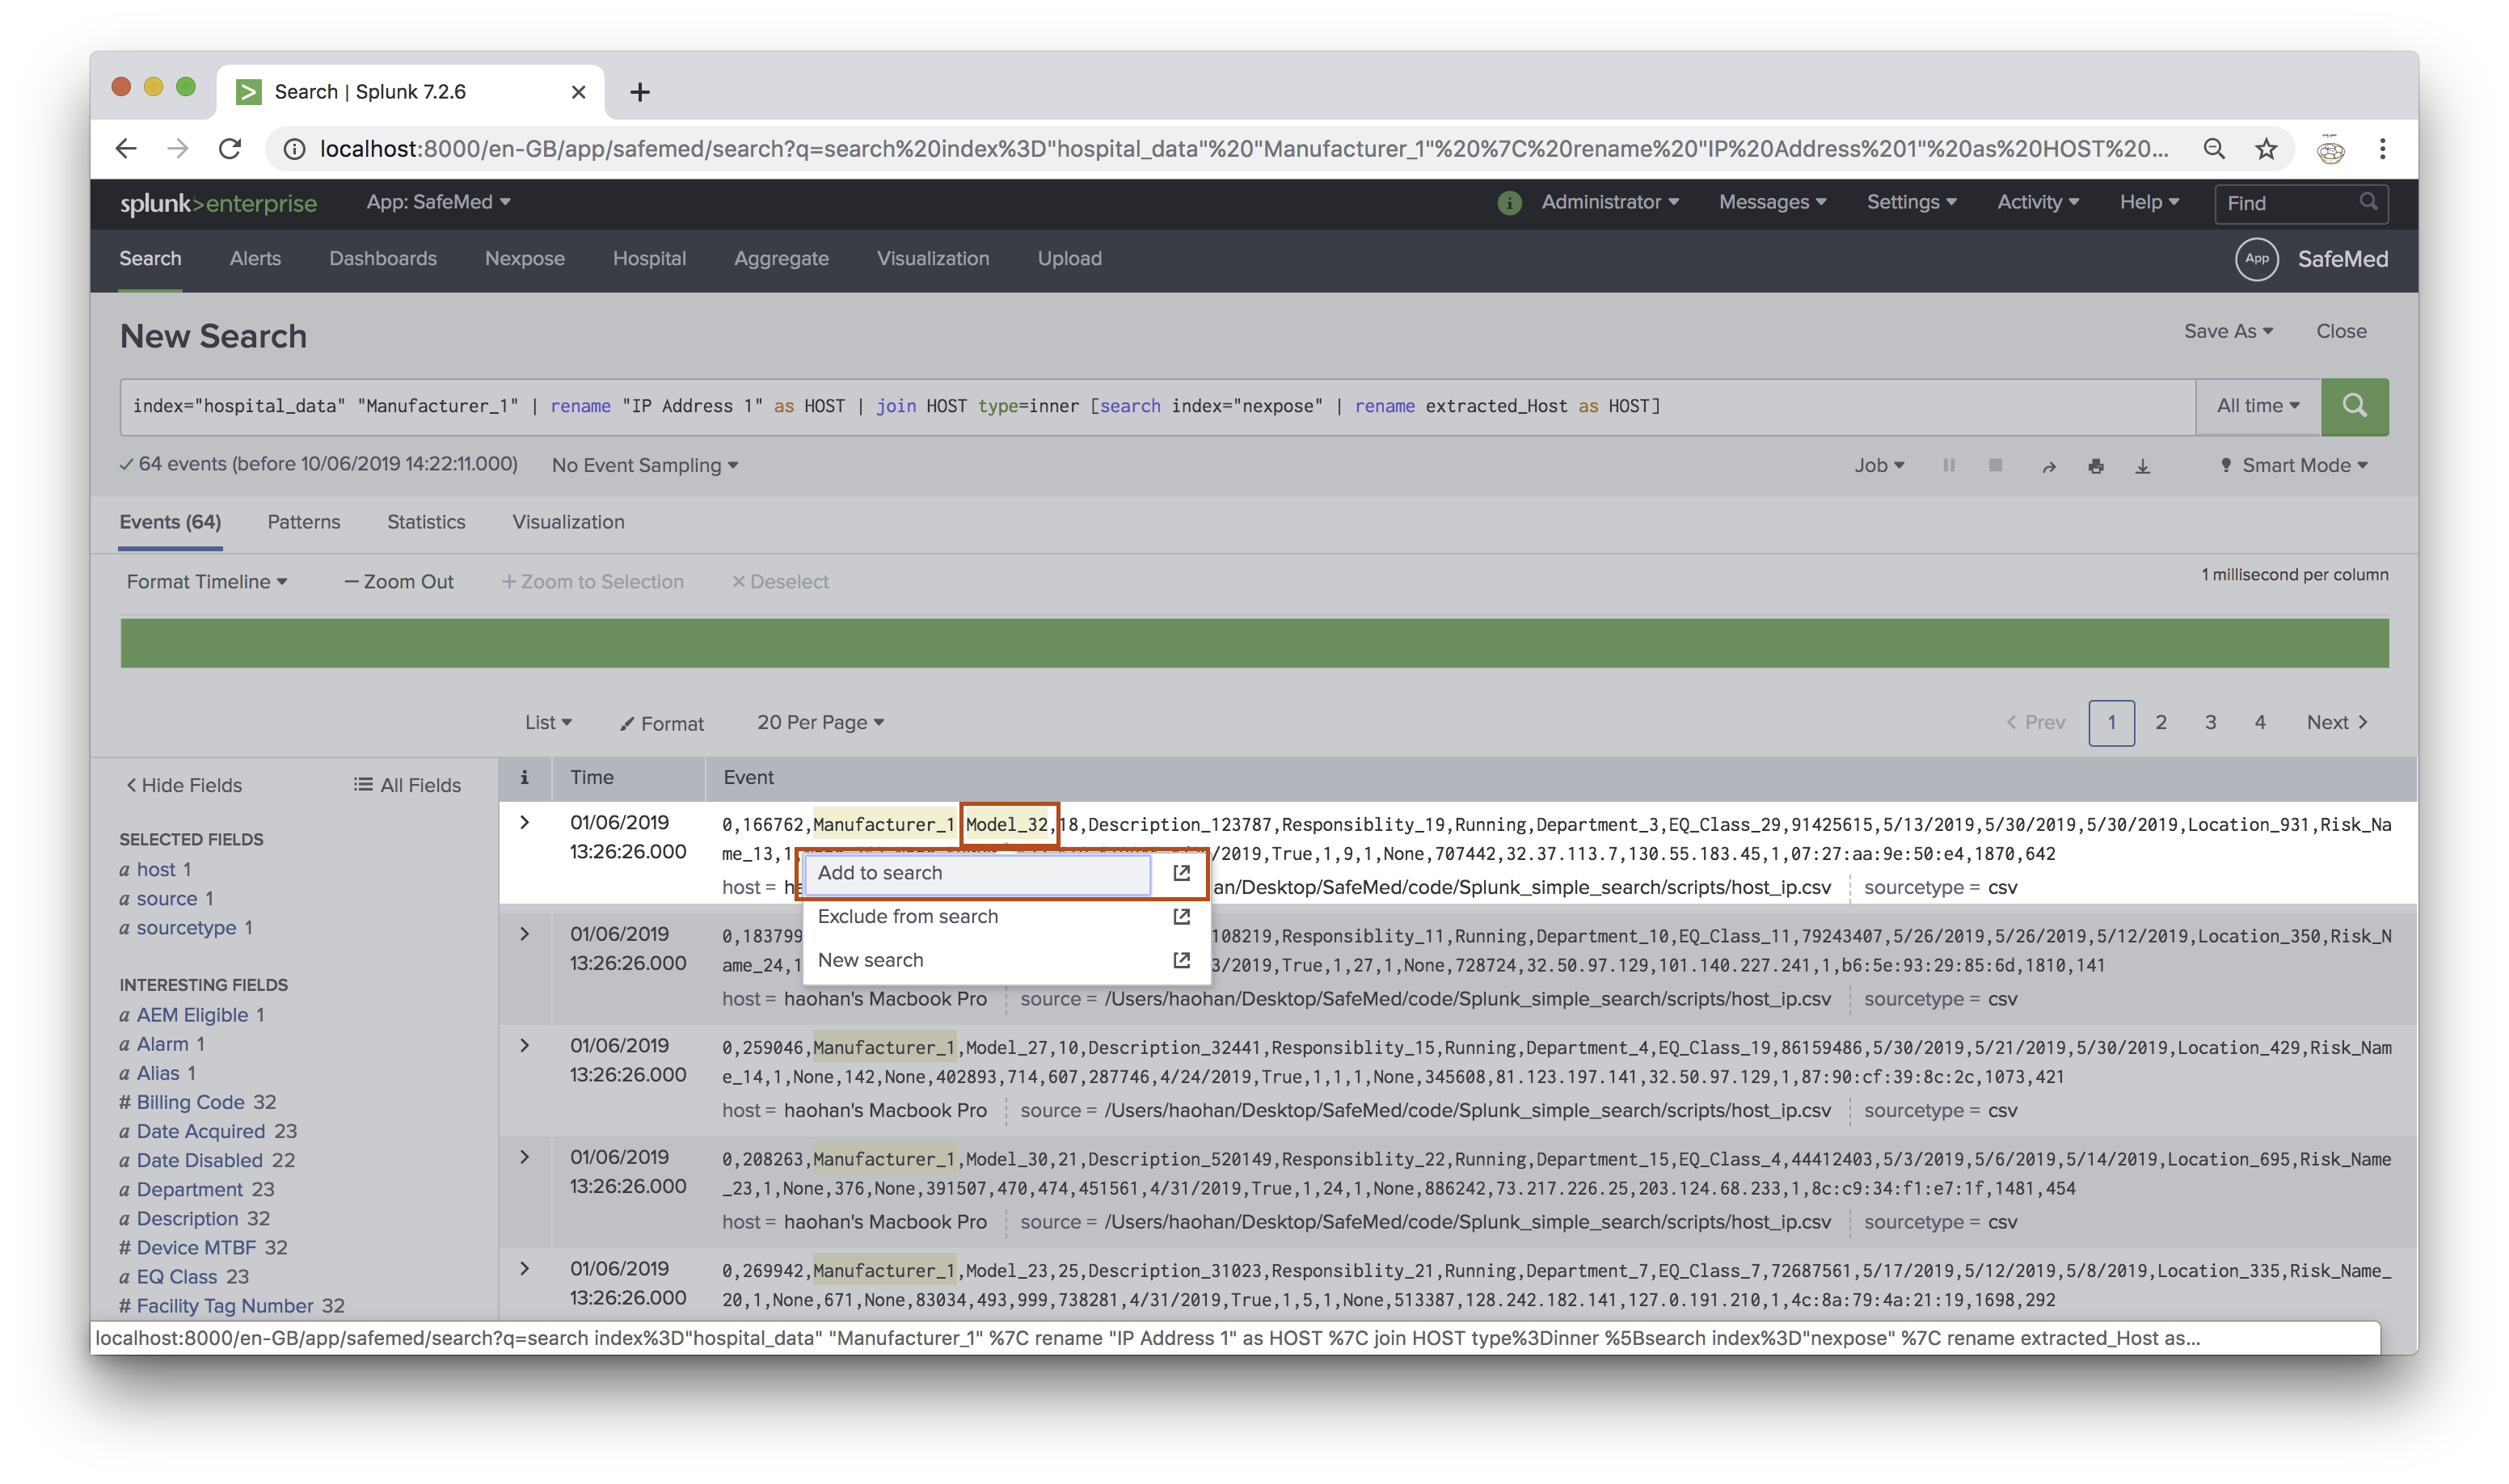 Search | Splunk 7.2.6
localhost:8000/en-GB/app/safemed/search?q=search%20index%3D"hospital_data"%20"Manufacturer_1"%20%7C%20rename%20"IP%20Address%201"%20as%20HOST%20...
splunk>enterprise App: SafeMed i Administrator Messages Settings Activity Help Find
Search Alerts Dashboards Nexpose Hospital Aggregate Visualization Upload App SafeMed
New Search Save As Close
index="hospital_data" "Manufacturer_1" | rename "IP Address 1" as HOST | join HOST type=inner [search index="nexpose" | rename extracted_Host as HOST] All time
64 events (before 10/06/2019 14:22:11.000) No Event Sampling Job Smart Mode
Events (64) Patterns Statistics Visualization
Format Timeline — Zoom Out + Zoom to Selection × Deselect 1 millisecond per column
List Format 20 Per Page < Prev 1 2 3 4 Next >
< Hide Fields All Fields
SELECTED FIELDS
a host 1
a source 1
a sourcetype 1
INTERESTING FIELDS
a AEM Eligible 1
a Alarm 1
a Alias 1
# Billing Code 32
a Date Acquired 23
a Date Disabled 22
a Department 23
a Description 32
# Device MTBF 32
a EQ Class 23
# Facility Tag Number 32
i Time Event
> 01/06/2019 0,166762,Manufacturer_1 Model_32,18,Description_123787,Responsiblity_19,Running,Department_3,EQ_Class_29,91425615,5/13/2019,5/30/2019,5/30/2019,Location_931,Risk_Na
13:26:26.000 me_13,1 /2019,True,1,9,1,None,707442,32.37.113.7,130.55.183.45,1,07:27:aa:9e:50:e4,1870,642
host = an/Desktop/SafeMed/code/Splunk_simple_search/scripts/host_ip.csv sourcetype = csv
Add to search
Exclude from search
New search
> 01/06/2019 0,183799 108219,Responsiblity_11,Running,Department_10,EQ_Class_11,79243407,5/26/2019,5/26/2019,5/12/2019,Location_350,Risk_N
13:26:26.000 ame_24,1 3/2019,True,1,27,1,None,728724,32.50.97.129,101.140.227.241,1,b6:5e:93:29:85:6d,1810,141
host = haohan's Macbook Pro source = /Users/haohan/Desktop/SafeMed/code/Splunk_simple_search/scripts/host_ip.csv sourcetype = csv
> 01/06/2019 0,259046,Manufacturer_1,Model_27,10,Description_32441,Responsiblity_15,Running,Department_4,EQ_Class_19,86159486,5/30/2019,5/21/2019,5/30/2019,Location_429,Risk_Nam
13:26:26.000 e_14,1,None,142,None,402893,714,607,287746,4/24/2019,True,1,1,1,None,345608,81.123.197.141,32.50.97.129,1,87:90:cf:39:8c:2c,1073,421
host = haohan's Macbook Pro source = /Users/haohan/Desktop/SafeMed/code/Splunk_simple_search/scripts/host_ip.csv sourcetype = csv
> 01/06/2019 0,208263,Manufacturer_1,Model_30,21,Description_520149,Responsiblity_22,Running,Department_15,EQ_Class_4,44412403,5/3/2019,5/6/2019,5/14/2019,Location_695,Risk_Name
13:26:26.000 _23,1,None,376,None,391507,470,474,451561,4/31/2019,True,1,24,1,None,886242,73.217.226.25,203.124.68.233,1,8c:c9:34:f1:e7:1f,1481,454
host = haohan's Macbook Pro source = /Users/haohan/Desktop/SafeMed/code/Splunk_simple_search/scripts/host_ip.csv sourcetype = csv
> 01/06/2019 0,269942,Manufacturer_1,Model_23,25,Description_31023,Responsiblity_21,Running,Department_7,EQ_Class_7,72687561,5/17/2019,5/12/2019,5/8/2019,Location_335,Risk_Name_
13:26:26.000 20,1,None,671,None,83034,493,999,738281,4/31/2019,True,1,5,1,None,513387,128.242.182.141,127.0.191.210,1,4c:8a:79:4a:21:19,1698,292
localhost:8000/en-GB/app/safemed/search?q=search index%3D"hospital_data" "Manufacturer_1" %7C rename "IP Address 1" as HOST %7C join HOST type%3Dinner %5Bsearch index%3D"nexpose" %7C rename extracted_Host as...